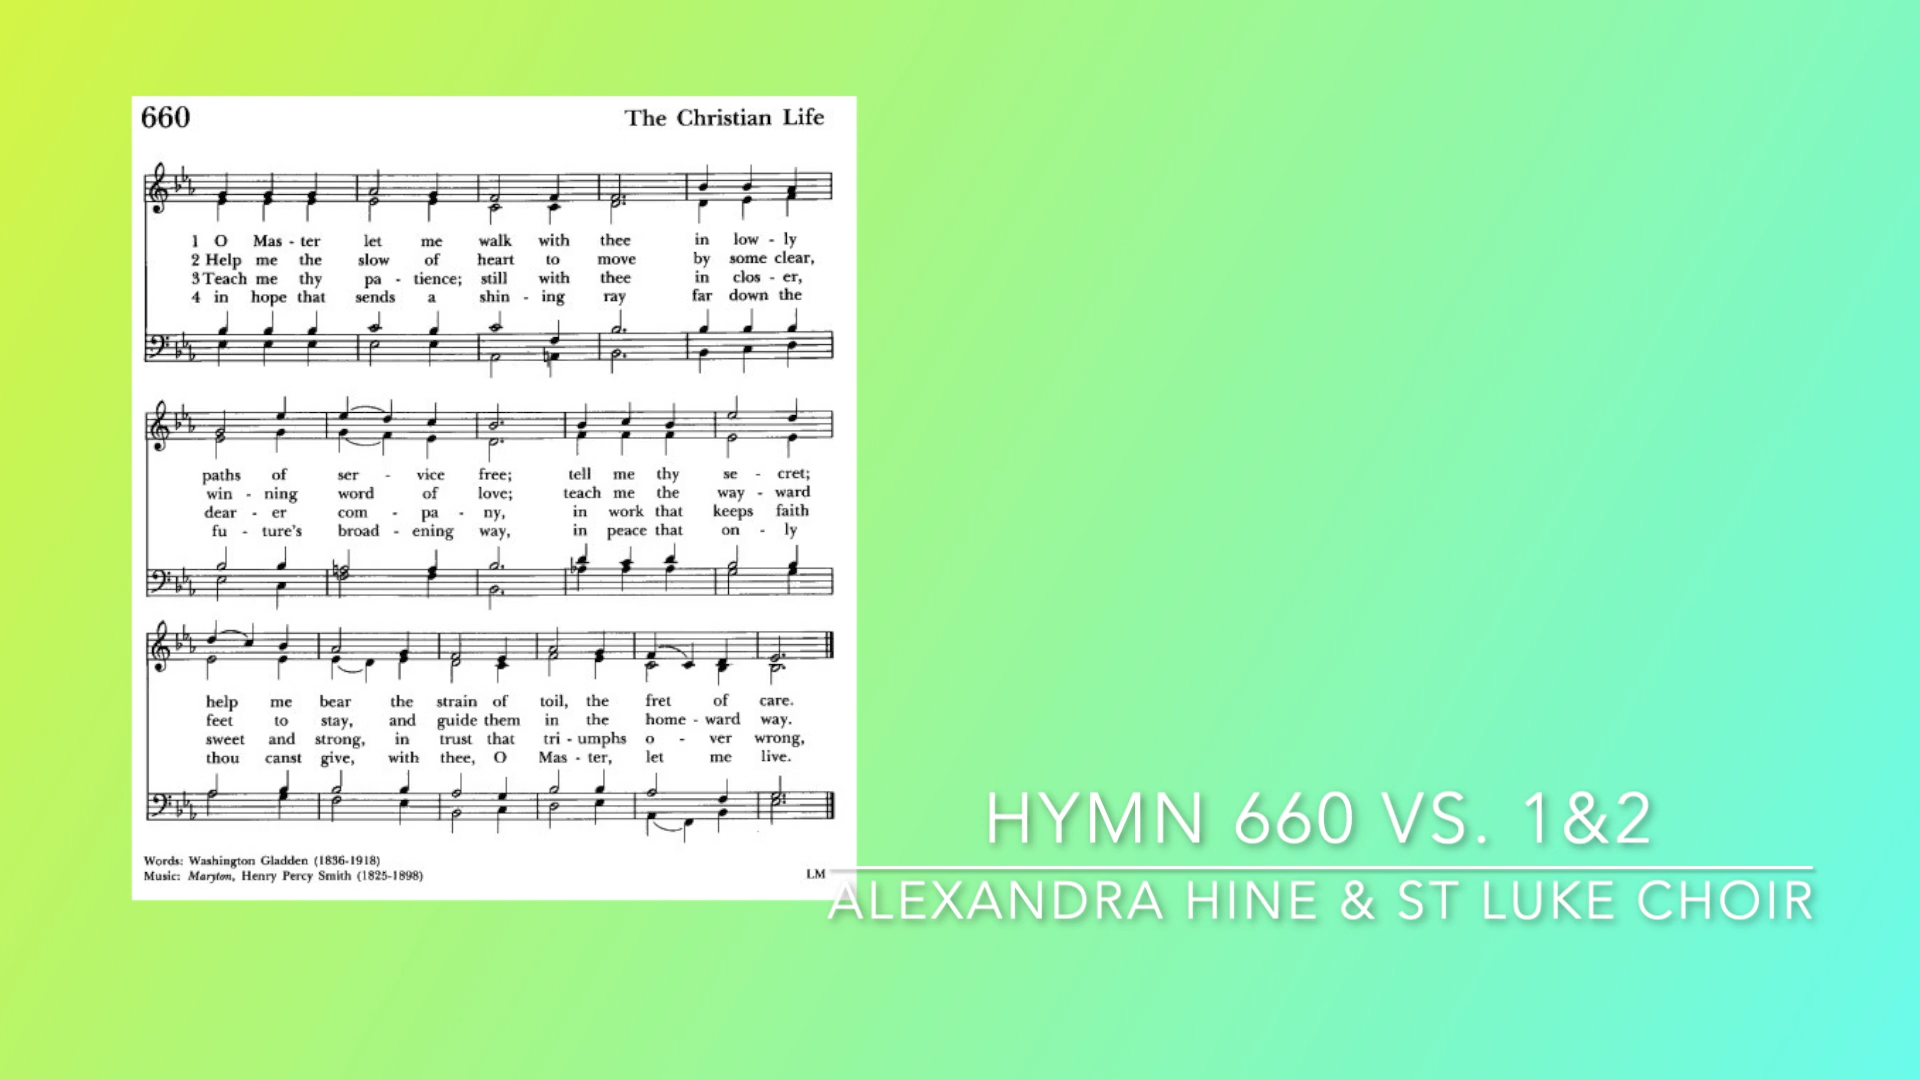 660
The Christian Life
1 O Mas - ter let me walk with thee in low - ly
2 Help me the slow of heart to move by some clear,
3 Teach me thy pa - tience; still with thee in clos - er,
4 in hope that sends a shin - ing ray far down the
paths of ser - vice free; tell me thy se - cret;
win - ning word of love; teach me the way - ward
dear - er com - pa - ny, in work that keeps faith
fu - ture's broad - ening way, in peace that on - ly
help me bear the strain of toil, the fret of care.
feet to stay, and guide them in the home - ward way.
sweet and strong, in trust that tri - umphs o - ver wrong,
thou canst give, with thee, O Mas - ter, let me live.
Words: Washington Gladden (1836-1918)
Music: Maryton, Henry Percy Smith (1825-1898)
LM
HYMN 660 VS. 1&2
ALEXANDRA HINE & ST LUKE CHOIR